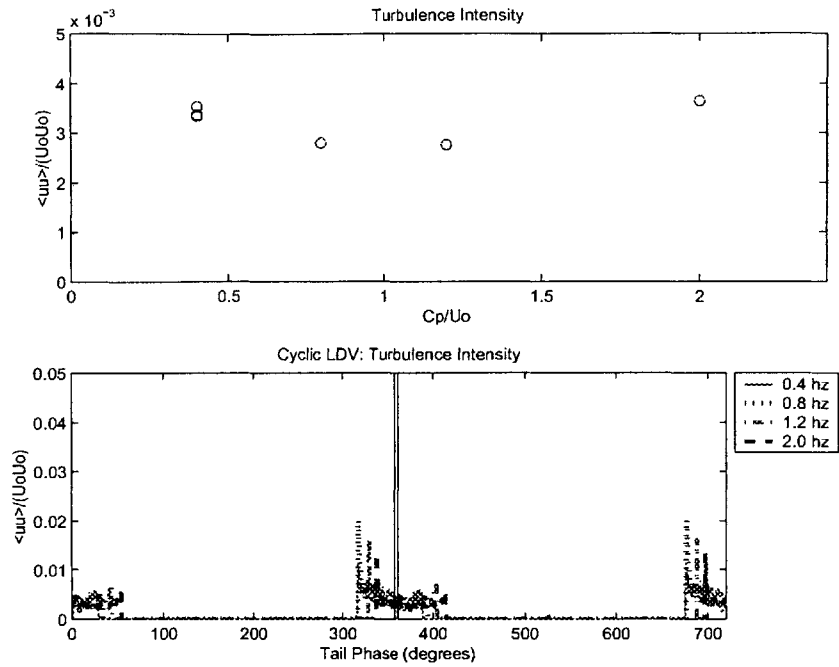 Turbulence Intensity
x 10⁻³
5
4
3
2
1
0
<uu>/(UoUo)
0 0.5 1 1.5 2
Cp/Uo
Cyclic LDV: Turbulence Intensity
0.05
0.04
0.03
0.02
0.01
0
<uu>/(UoUo)
0 100 200 300 400 500 600 700
Tail Phase (degrees)
0.4 hz
0.8 hz
1.2 hz
2.0 hz